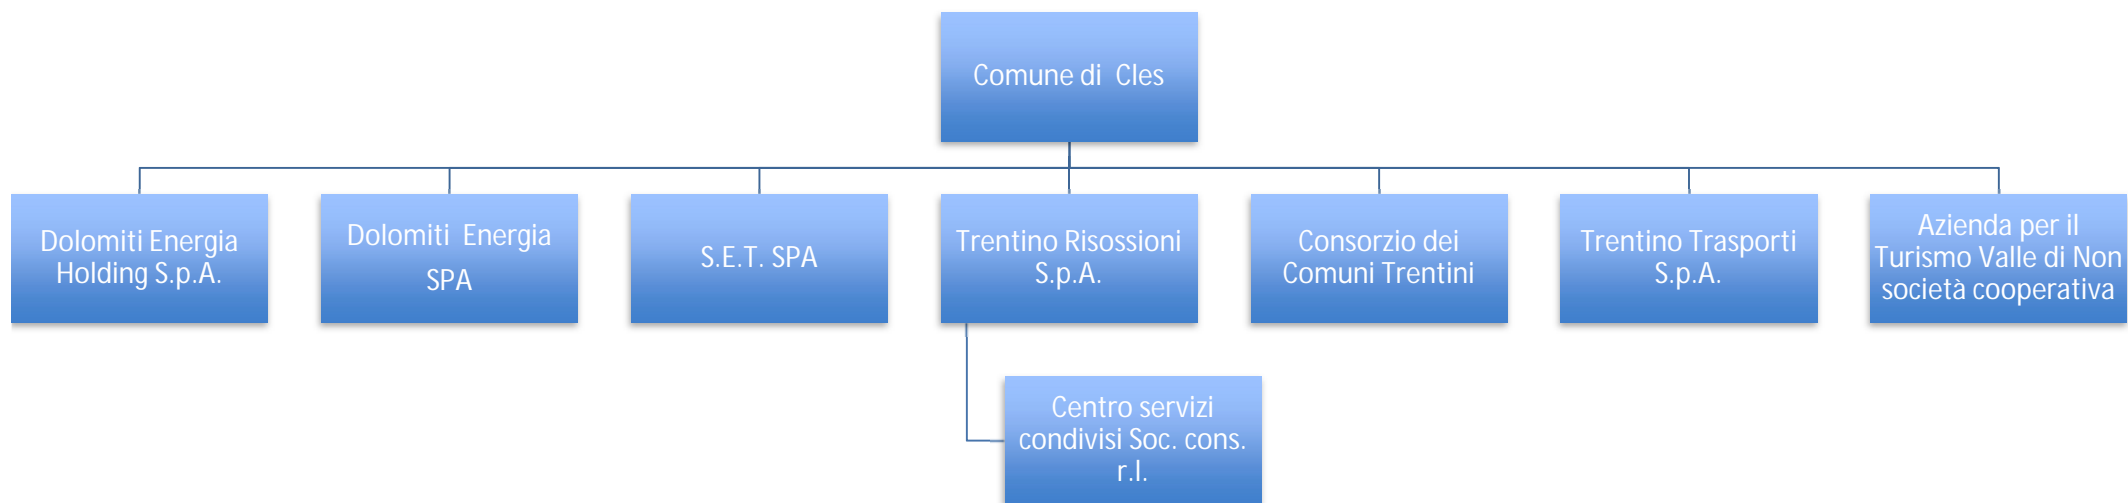 Comune di Cles
Dolomiti Energia
Holding S.p.A.
Dolomiti Energia
SPA
S.E.T. SPA
Trentino Risossioni
S.p.A.
Consorzio dei
Comuni Trentini
Trentino Trasporti
S.p.A.
Azienda per il
Turismo Valle di Non
società cooperativa
Centro servizi
condivisi Soc. cons.
r.l.